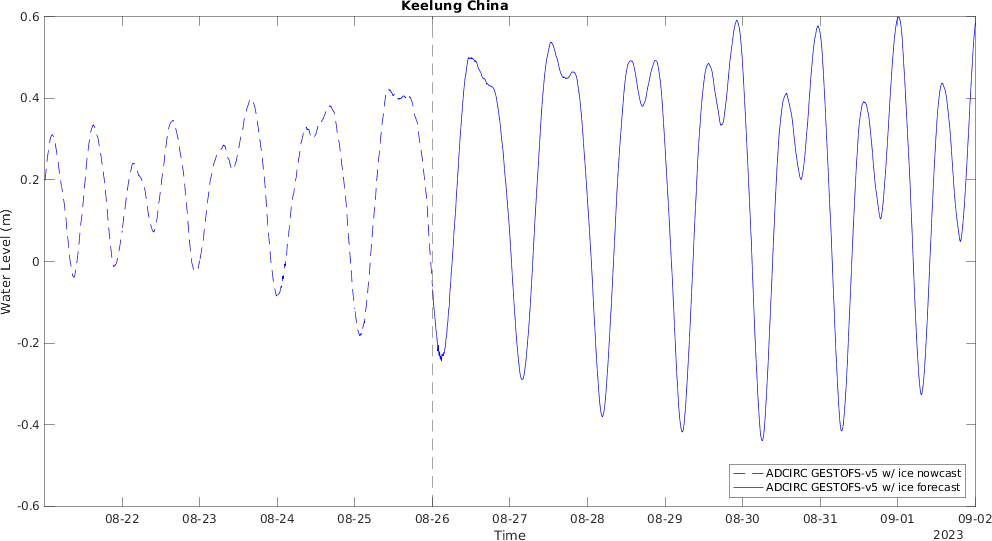 Keelung China
0.6
0.4
0.2
0
-0.2
-0.4
-0.6
Water Level (m)
08-22 08-23 08-24 08-25 08-26 08-27 08-28 08-29 08-30 08-31 09-01 09-02
Time
2023
ADCIRC GESTOFS-v5 w/ ice nowcast
ADCIRC GESTOFS-v5 w/ ice forecast